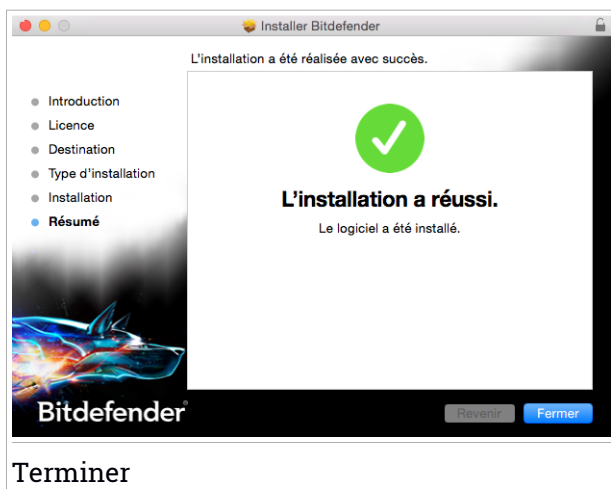 Installer Bitdefender
L'installation a été réalisée avec succès.
Introduction
Licence
Destination
Type d'installation
Installation
Résumé
L'installation a réussi.
Le logiciel a été installé.
Bitdefender
Revenir
Fermer
Terminer